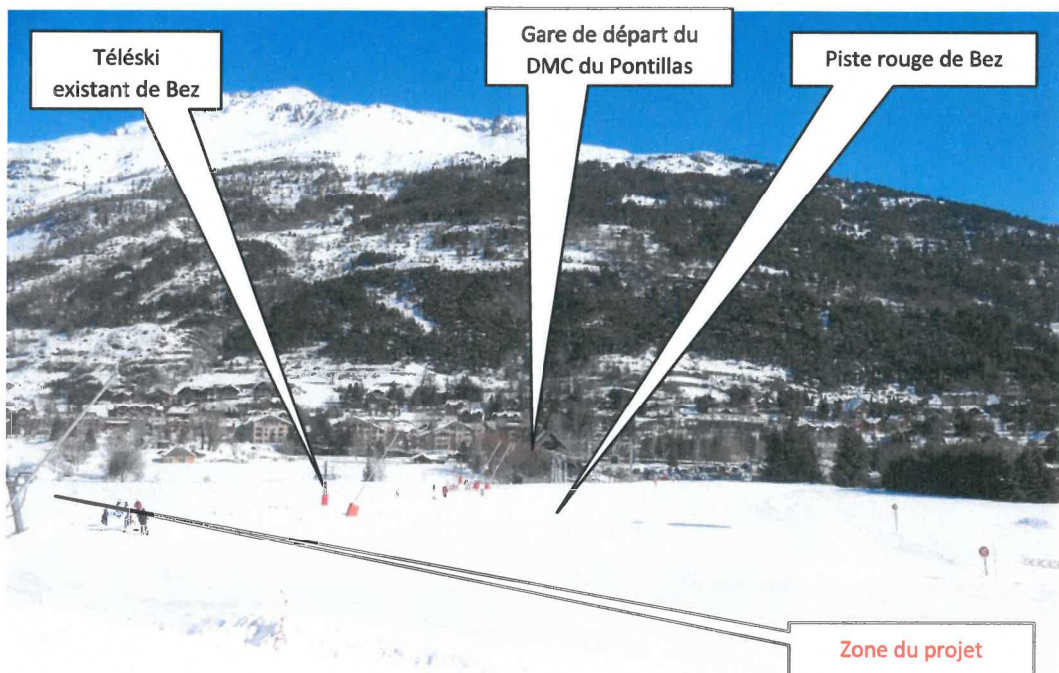 Téléski
existant de Bez
Gare de départ du
DMC du Pontillas
Piste rouge de Bez
Zone du projet